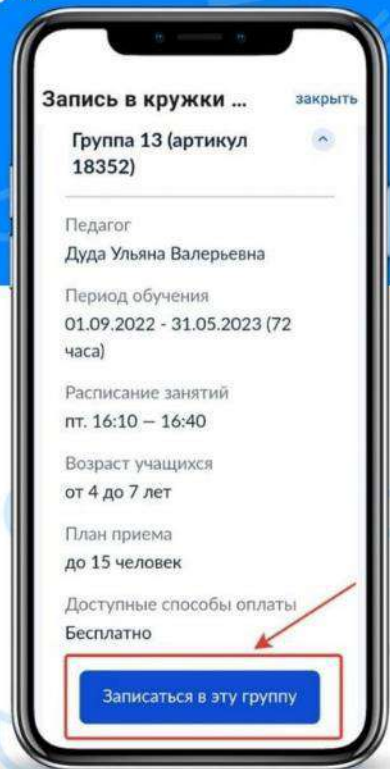 Запись в кружки ...
закрыть
Группа 13 (артикул
18352)
Педагог
Дуда Ульяна Валерьевна
Период обучения
01.09.2022 - 31.05.2023 (72
часа)
Расписание занятий
пт. 16:10 — 16:40
Возраст учащихся
от 4 до 7 лет
План приема
до 15 человек
Доступные способы оплаты
Бесплатно
Записаться в эту группу